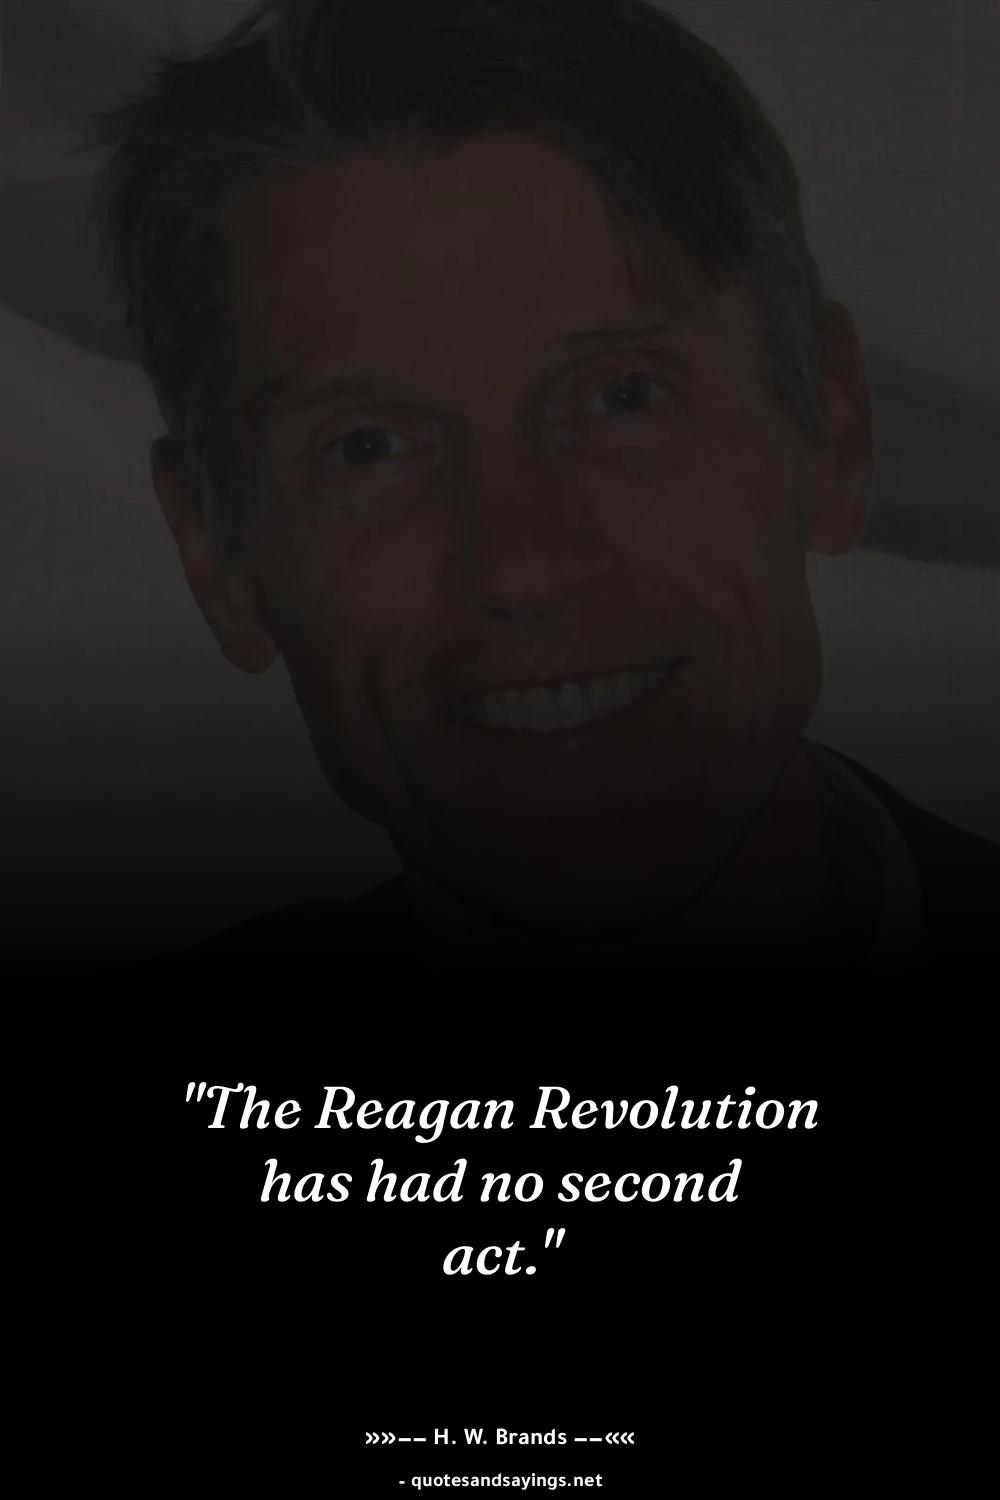 "The Reagan Revolution
has had no second
act."
»»—— H. W. Brands ——««
- quotesandsayings.net